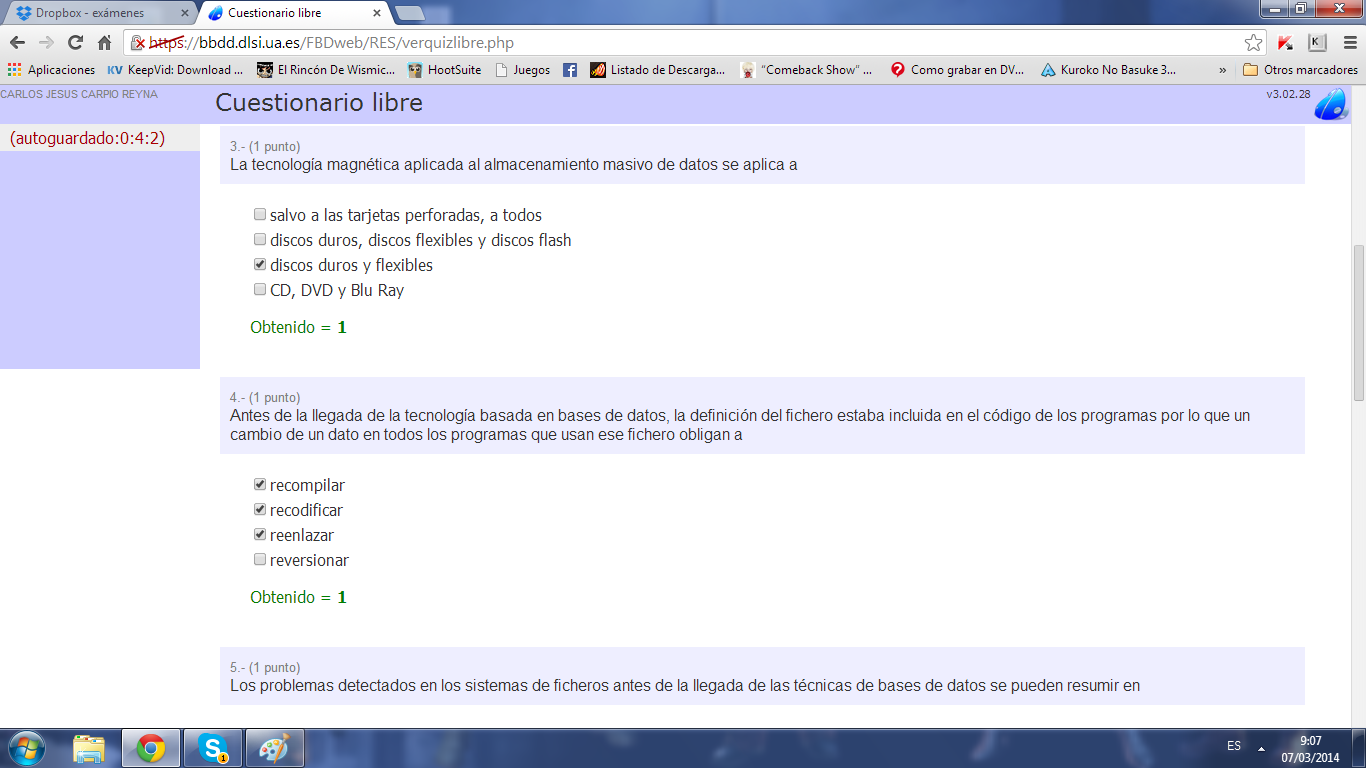 Dropbox - exámenes
Cuestionario libre
https://bbdd.dlsi.ua.es/FBDweb/RES/verquizlibre.php
Aplicaciones
KV KeepVid: Download ...
El Rincón De Wismic...
HootSuite
Juegos
Listado de Descarga...
"Comeback Show" ...
Como grabar en DV...
Kuroko No Basuke 3...
»
Otros marcadores
CARLOS JESUS CARPIO REYNA
Cuestionario libre
v3.02.28
(autoguardado:0:4:2)
3.- (1 punto)
La tecnología magnética aplicada al almacenamiento masivo de datos se aplica a
salvo a las tarjetas perforadas, a todos
discos duros, discos flexibles y discos flash
discos duros y flexibles
CD, DVD y Blu Ray
Obtenido = 1
4.- (1 punto)
Antes de la llegada de la tecnología basada en bases de datos, la definición del fichero estaba incluida en el código de los programas por lo que un
cambio de un dato en todos los programas que usan ese fichero obligan a
recompilar
recodificar
reenlazar
reversionar
Obtenido = 1
5.- (1 punto)
Los problemas detectados en los sistemas de ficheros antes de la llegada de las técnicas de bases de datos se pueden resumir en
ES
9:07
07/03/2014